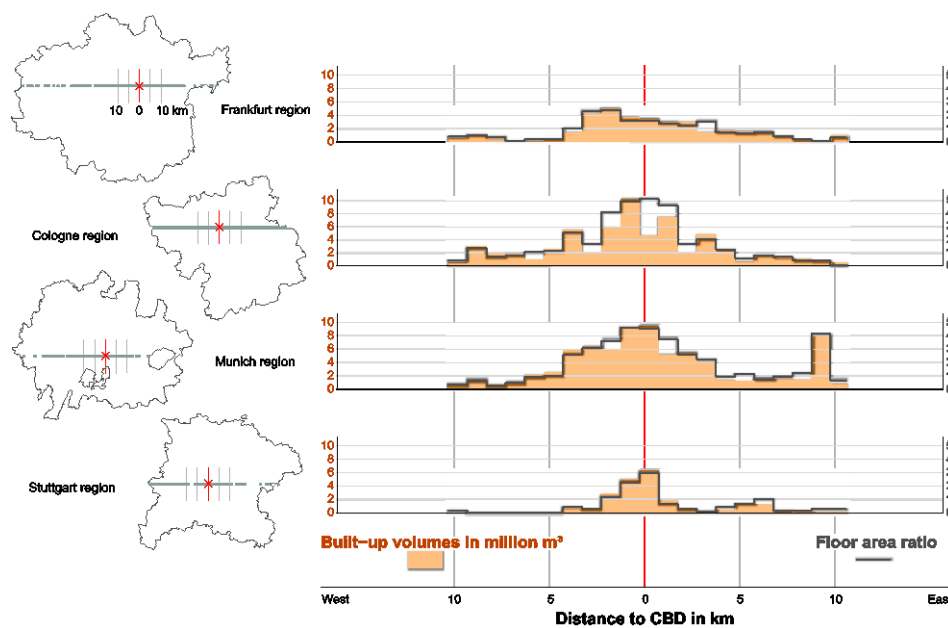 10 0 10 km
Frankfurt region
Cologne region
Munich region
Stuttgart region
10
8
6
4
2
0
10
8
6
4
2
0
10
8
6
4
2
0
10
8
6
4
2
0
Built-up volumes in million m³
Floor area ratio
West 10 5 0 5 10
Distance to CBD in km